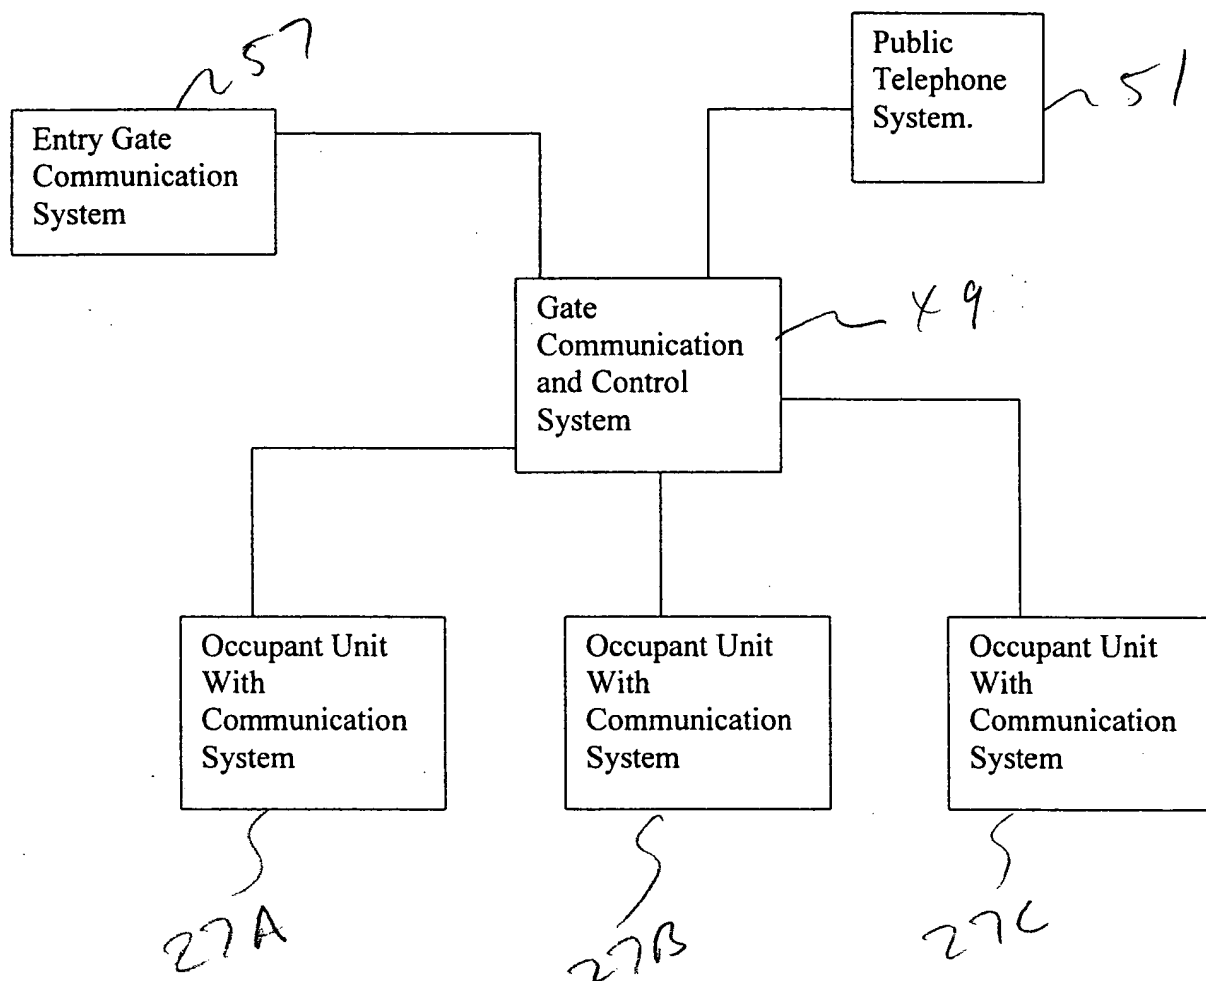 57
Entry Gate
Communication
System
Public
Telephone
System.
51
Gate
Communication
and Control
System
49
Occupant Unit
With
Communication
System
Occupant Unit
With
Communication
System
Occupant Unit
With
Communication
System
27A
27B
27C